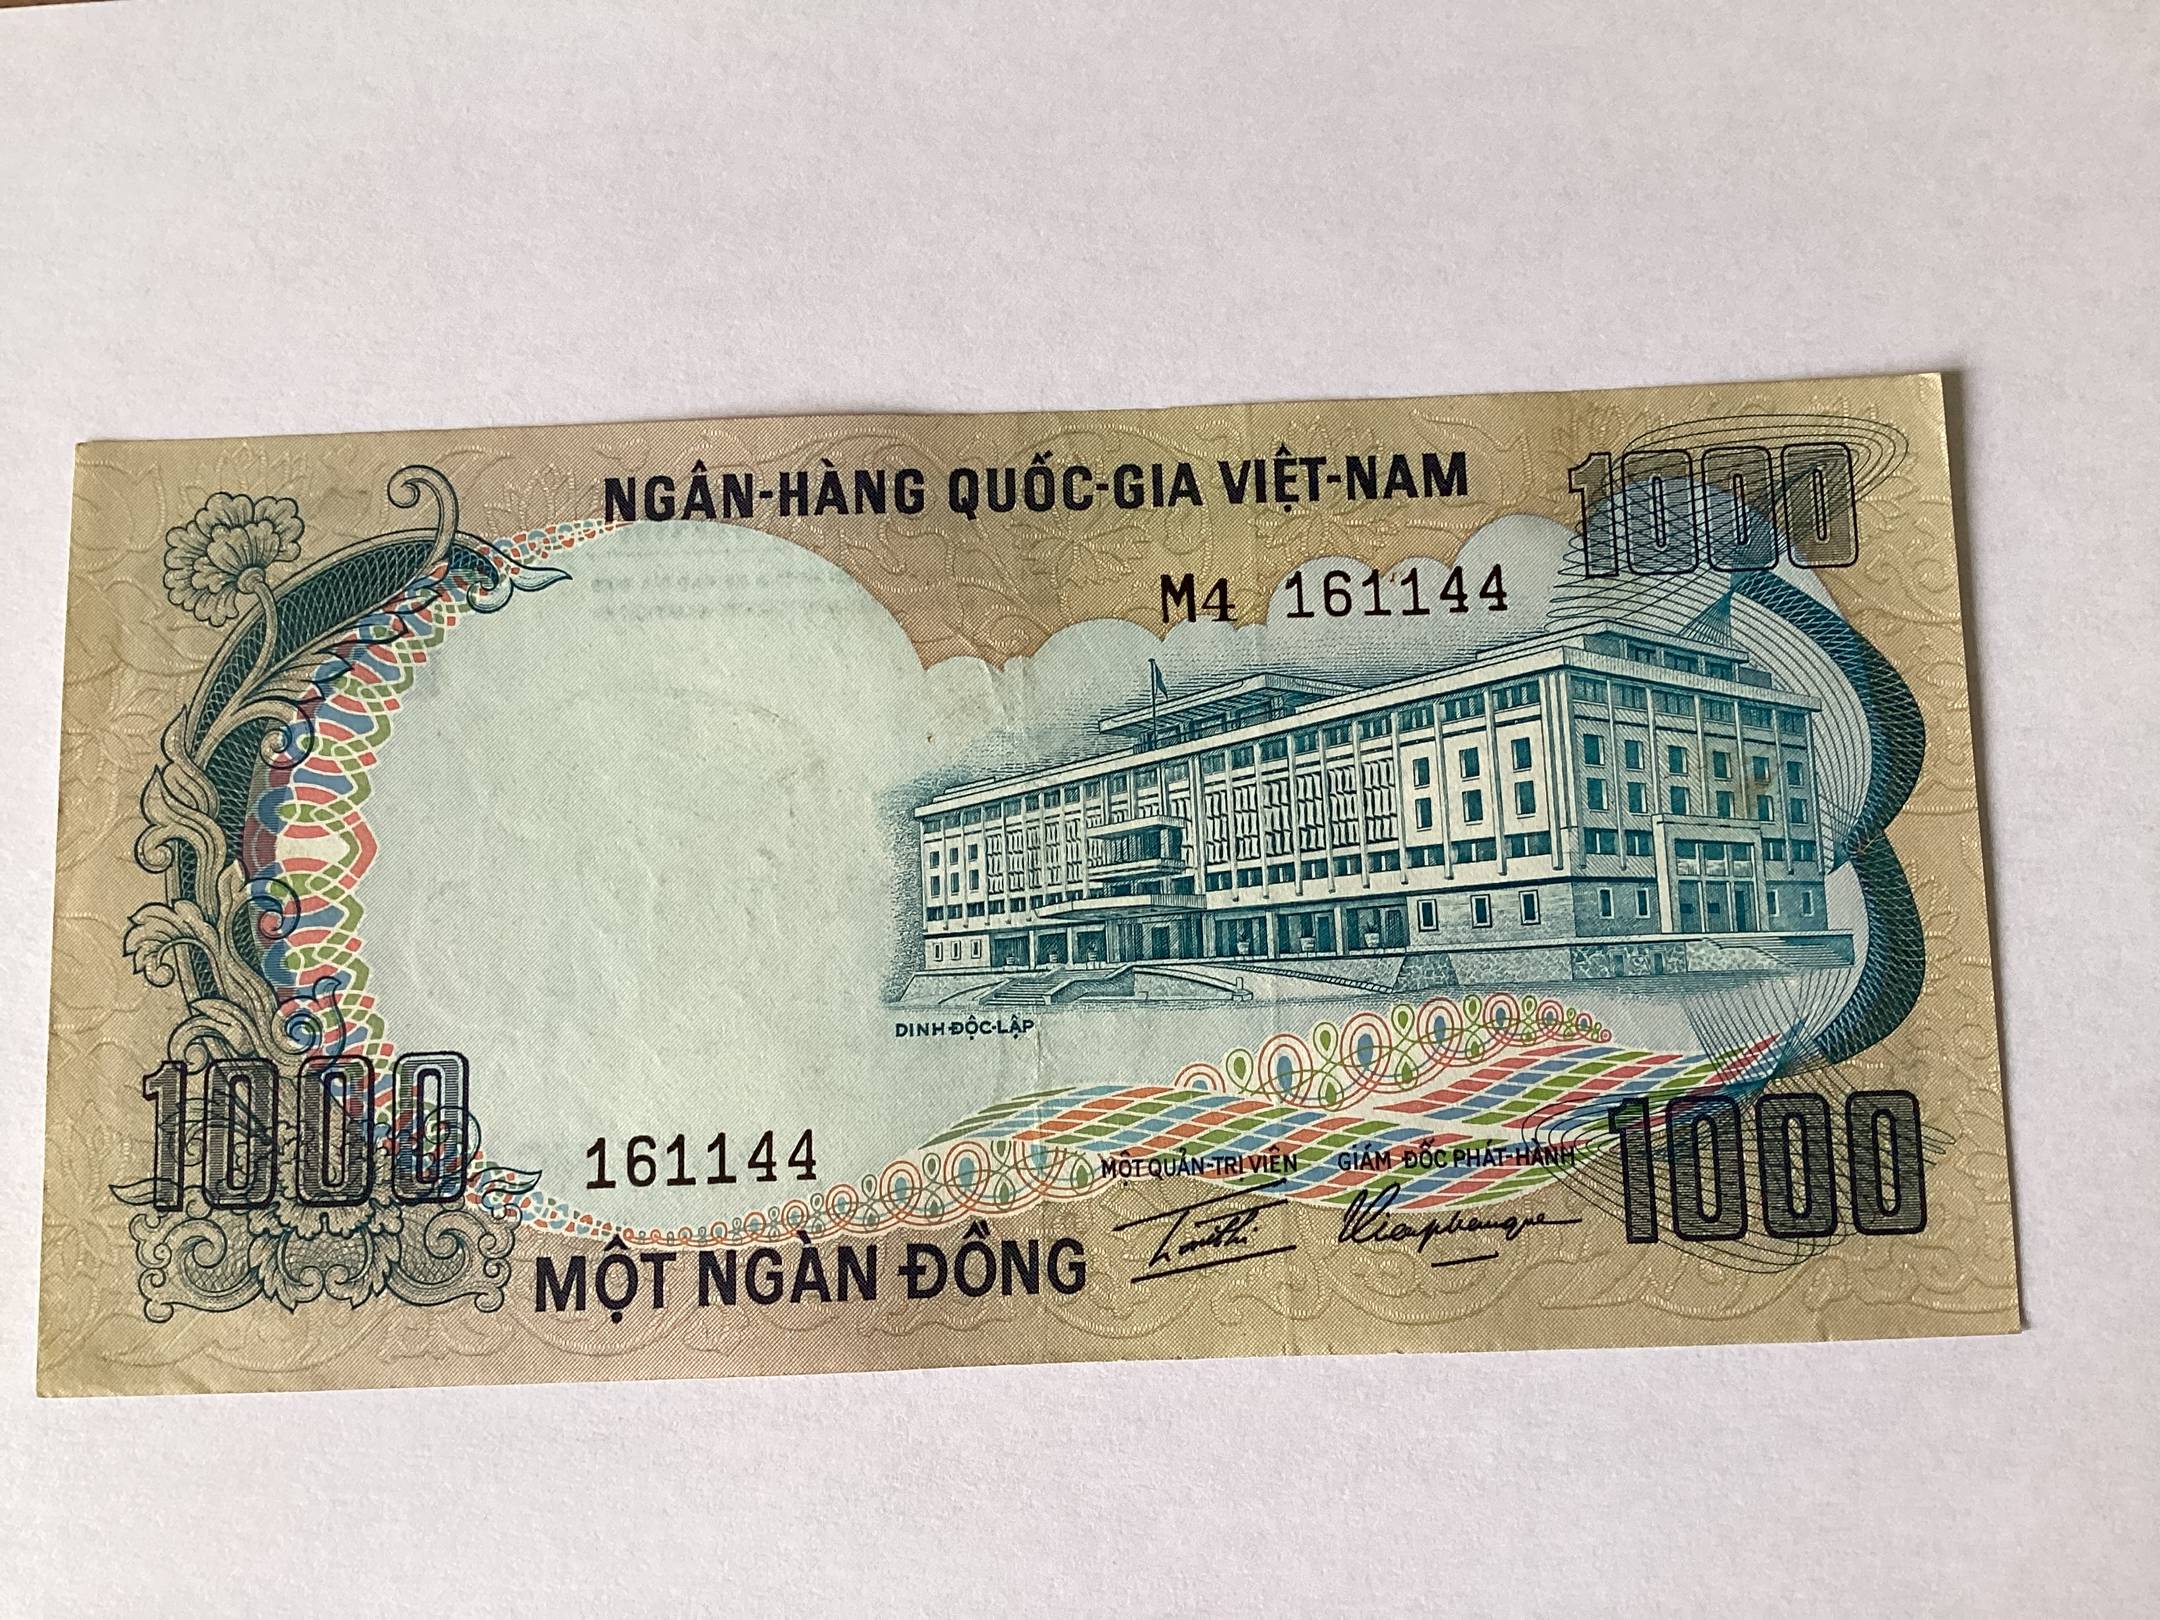 NGÂN-HÀNG QUỐC-GIA VIỆT-NAM
1000
M4 161144
DINH ĐỘC-LẬP
1000
161144
MỘT QUẢN-TRỊ VIÊN
GIÁM-ĐỐC PHÁT-HÀNH
1000
MỘT NGÀN ĐỒNG